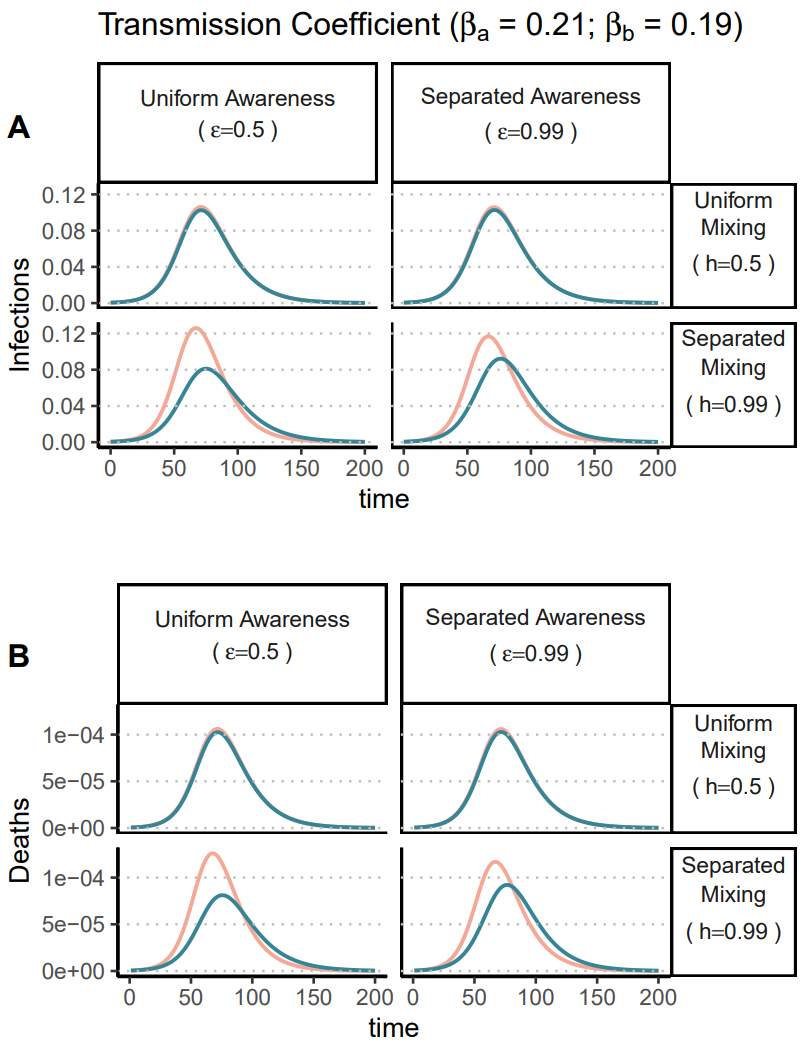 Transmission Coefficient (βa = 0.21; βb = 0.19)
A
Uniform Awareness
( ε=0.5 )
Separated Awareness
( ε=0.99 )
Infections
0.12
0.08
0.04
0.00
Uniform
Mixing
( h=0.5 )
0.12
0.08
0.04
0.00
Separated
Mixing
( h=0.99 )
0 50 100 150 200 0 50 100 150 200
time
B
Uniform Awareness
( ε=0.5 )
Separated Awareness
( ε=0.99 )
Deaths
1e−04
5e−05
0e+00
Uniform
Mixing
( h=0.5 )
1e−04
5e−05
0e+00
Separated
Mixing
( h=0.99 )
0 50 100 150 200 0 50 100 150 200
time